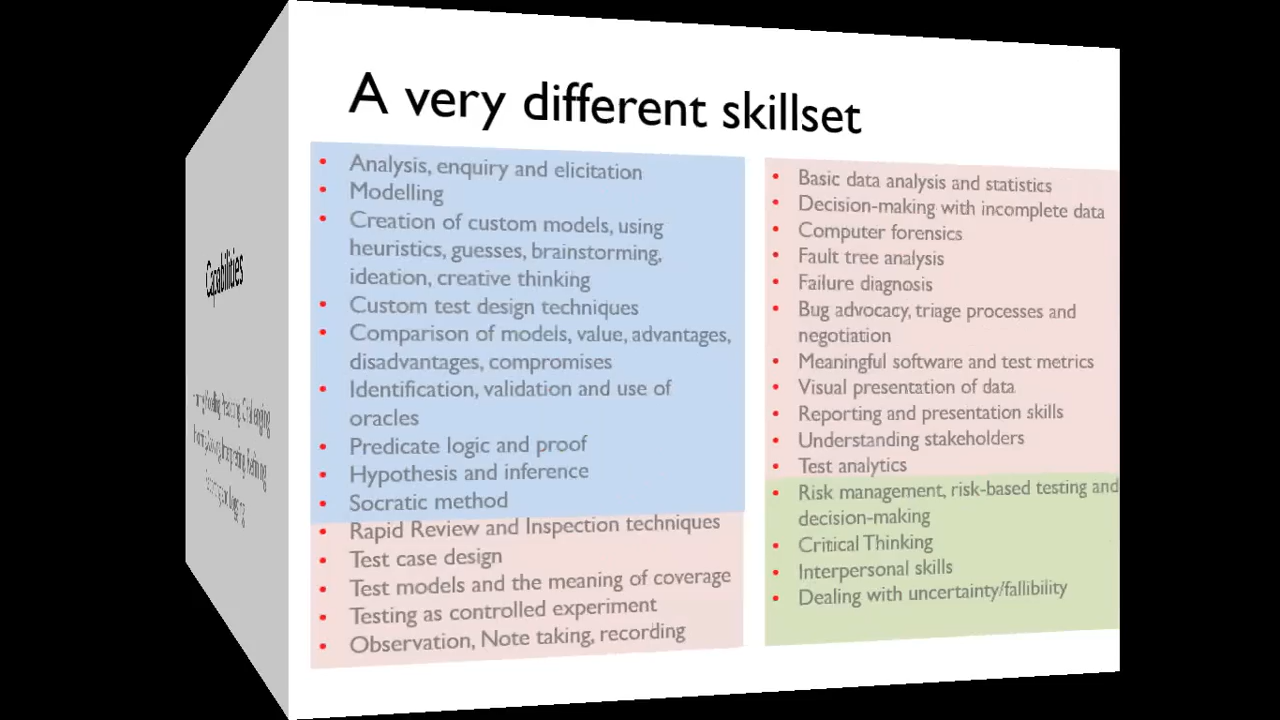 A very different skillset
Capabilities
• Analysis, enquiry and elicitation
• Modelling
• Creation of custom models, using
heuristics, guesses, brainstorming,
ideation, creative thinking
• Custom test design techniques
• Comparison of models, value, advantages,
disadvantages, compromises
• Identification, validation and use of
oracles
• Predicate logic and proof
• Hypothesis and inference
• Socratic method
• Rapid Review and Inspection techniques
• Test case design
• Test models and the meaning of coverage
• Testing as controlled experiment
• Observation, Note taking, recording
• Basic data analysis and statistics
• Decision-making with incomplete data
• Computer forensics
• Fault tree analysis
• Failure diagnosis
• Bug advocacy, triage processes and
negotiation
• Meaningful software and test metrics
• Visual presentation of data
• Reporting and presentation skills
• Understanding stakeholders
• Test analytics
• Risk management, risk-based testing and
decision-making
• Critical Thinking
• Interpersonal skills
• Dealing with uncertainty/fallibility